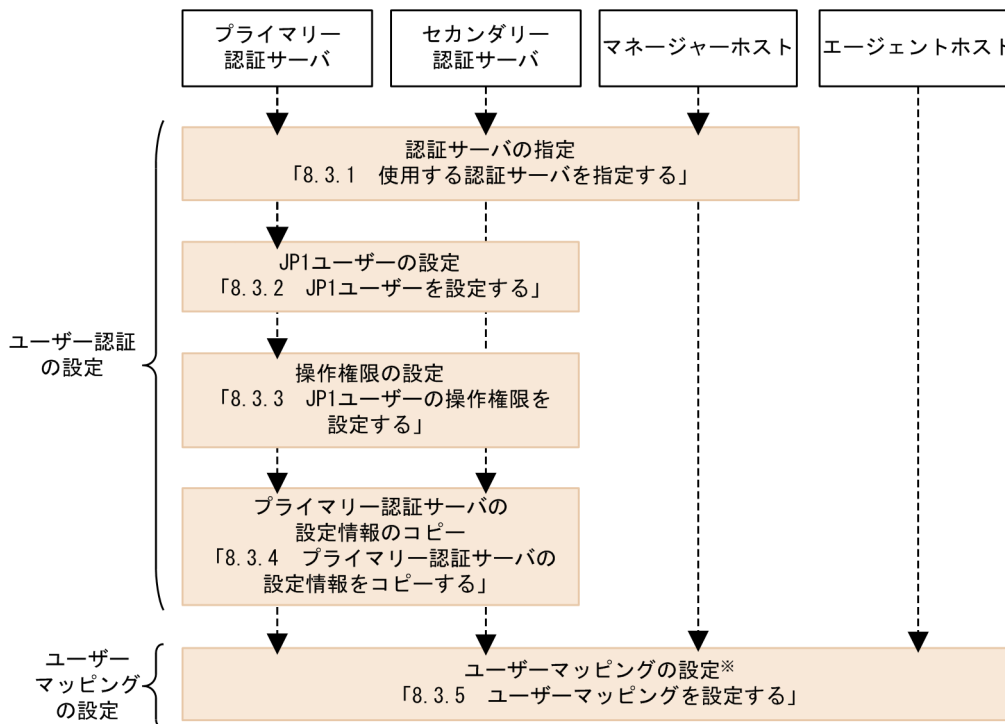 プライマリー
認証サーバ
セカンダリー
認証サーバ
マネージャーホスト
エージェントホスト
認証サーバの指定
「8.3.1　使用する認証サーバを指定する」
JP1ユーザーの設定
「8.3.2　JP1ユーザーを設定する」
ユーザー認証
の設定
操作権限の設定
「8.3.3　JP1ユーザーの操作権限を
設定する」
プライマリー認証サーバの
設定情報のコピー
「8.3.4　プライマリー認証サーバの
設定情報をコピーする」
ユーザー
マッピング
の設定
ユーザーマッピングの設定※
「8.3.5　ユーザーマッピングを設定する」